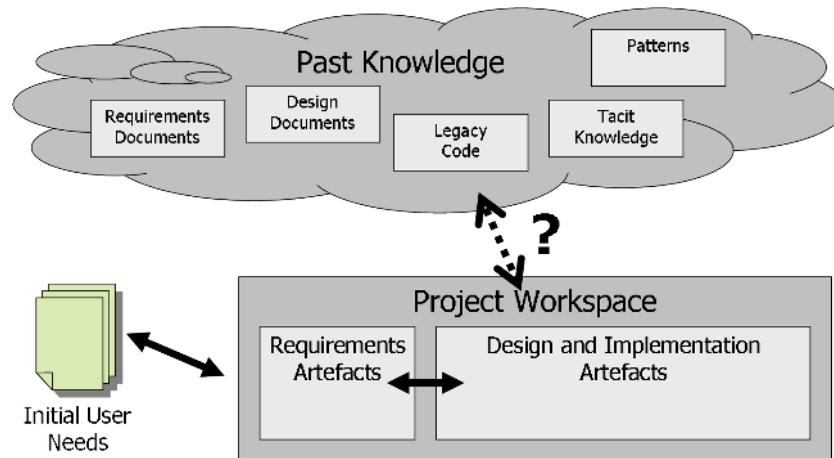 Past Knowledge
Patterns
Requirements
Documents
Design
Documents
Legacy
Code
Tacit
Knowledge
?
Project Workspace
Requirements
Artefacts
Design and Implementation
Artefacts
Initial User
Needs